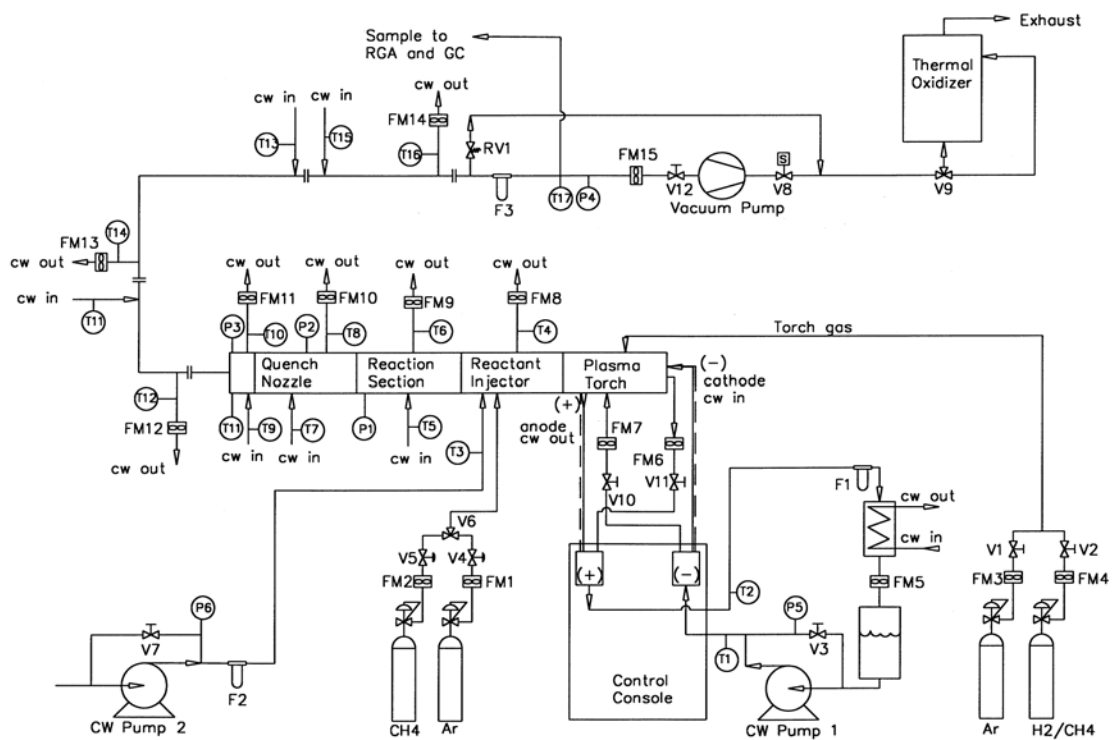 Exhaust
Sample to
RGA and GC
Thermal
Oxidizer
cw in
cw in
cw out
T13
T15
FM14
T16
RV1
FM15
S
F3
T17
P4
V12
V8
V9
Vacuum Pump
FM13
T14
cw out
cw in
T11
cw out
cw out
cw out
cw out
FM11
FM10
FM9
FM8
P3
T10
P2
T8
T6
T4
Torch gas
Quench
Nozzle
Reaction
Section
Reactant
Injector
Plasma
Torch
(-)
cathode
cw in
T12
FM12
cw out
T11
T9
T7
P1
T5
cw in
cw in
cw in
T3
(+)
anode
cw out
FM7
FM6
V10
V11
F1
cw out
cw in
V6
V5
V4
FM2
FM1
(+)
(-)
T2
FM5
V1
V2
FM3
FM4
P6
V7
F2
P5
T1
V3
Control
Console
CW Pump 2
CH4
Ar
CW Pump 1
Ar
H2/CH4